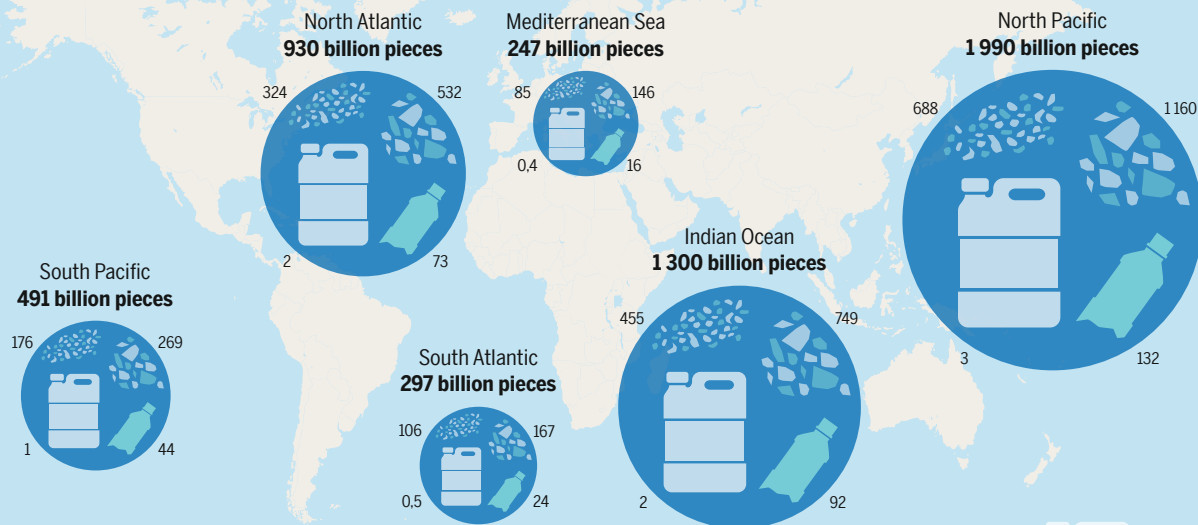 North Atlantic
930 billion pieces
324
532
2
73
Mediterranean Sea
247 billion pieces
85
146
0,4
16
North Pacific
1 990 billion pieces
688
1 160
3
132
South Pacific
491 billion pieces
176
269
1
44
South Atlantic
297 billion pieces
106
167
0,5
24
Indian Ocean
1 300 billion pieces
455
749
2
92